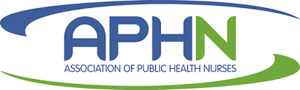 APHN
ASSOCIATION OF PUBLIC HEALTH NURSES